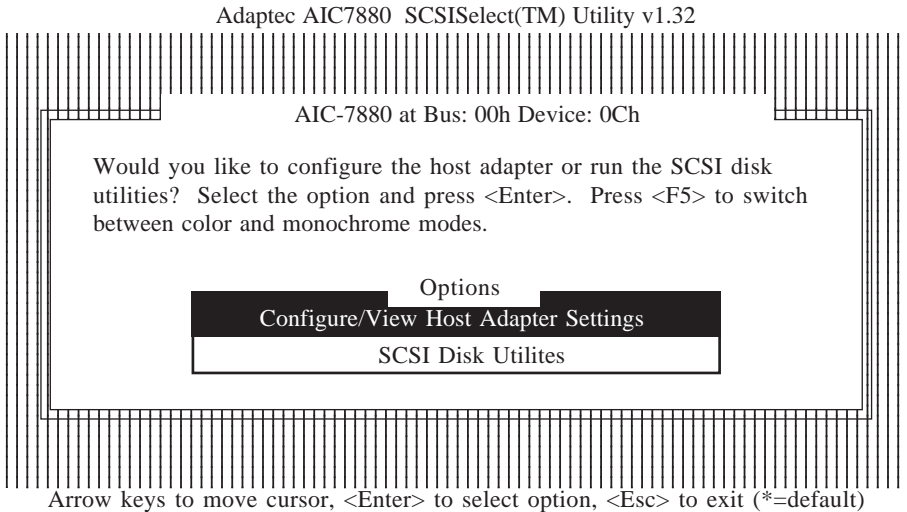 Adaptec AIC7880 SCSISelect(TM) Utility v1.32
AIC-7880 at Bus: 00h Device: 0Ch
Would you like to configure the host adapter or run the SCSI disk
utilities? Select the option and press <Enter>. Press <F5> to switch
between color and monochrome modes.
Options
Configure/View Host Adapter Settings
SCSI Disk Utilites
Arrow keys to move cursor, <Enter> to select option, <Esc> to exit (*=default)